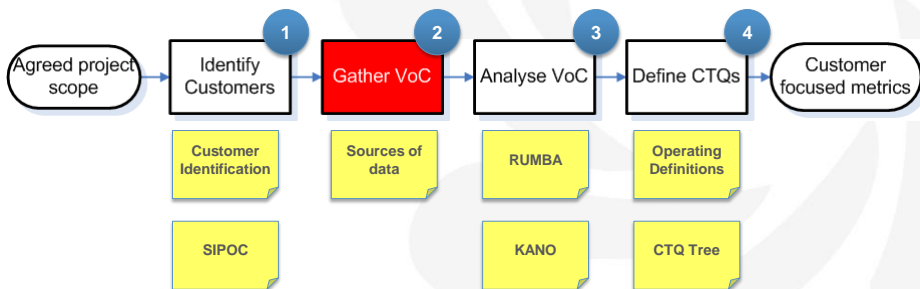 1
2
3
4
Agreed project
scope
Identify
Customers
Gather VoC
Analyse VoC
Define CTQs
Customer
focused metrics
Customer
Identification
Sources of
data
RUMBA
Operating
Definitions
SIPOC
KANO
CTQ Tree